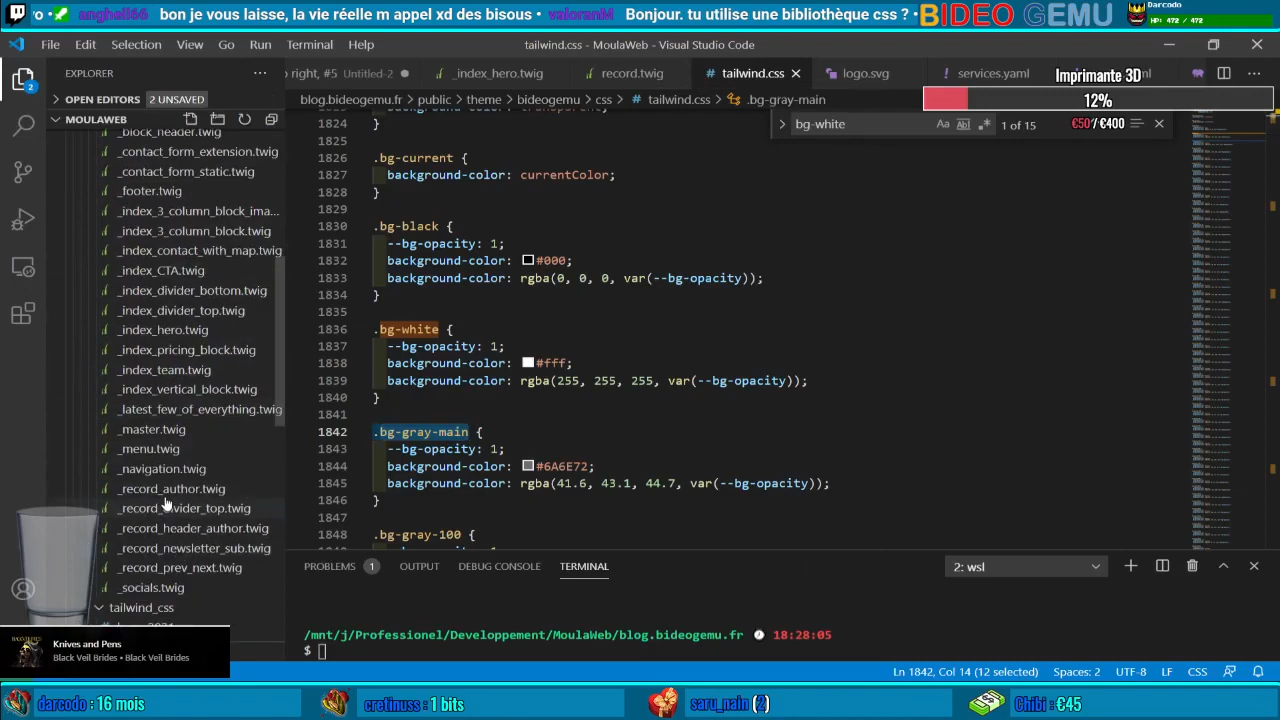 anghail66
bon je vous laisse, la vie réelle m appel xd des bisous -
valoranM
Bonjour. tu utilise une bibliothèque css ? -
BIDEO GEMU
Darcodo
HP: 472 / 472
File Edit Selection View Go Run Terminal Help
tailwind.css - MoulaWeb - Visual Studio Code
EXPLORER
o right, #5 Untitled-2
_index_hero.twig
record.twig
tailwind.css
logo.svg
services.yaml
ml
Imprimante 3D
12%
€50/€400
2
OPEN EDITORS 2 UNSAVED
MOULAWEB
blog.bideogemu.fr > public > theme > bideogemu > css > # tailwind.css > .bg-gray-main
bg-white
Aa
Ab
.*
1 of 15
_block_header.twig
_contact_form_extension.twig
_contact_form_static.twig
_footer.twig
_index_3_column_block_ima...
_index_3_column_block.twig
_index_contact_with_map.twig
_index_CTA.twig
_index_divider_bottom.twig
_index_divider_top.twig
_index_hero.twig
_index_pricing_block.twig
_index_team.twig
_index_vertical_block.twig
_latest_few_of_everything.twig
_master.twig
_menu.twig
_navigation.twig
_record_author.twig
_record_divider_top.twig
_record_header_author.twig
_record_newsletter_sub.twig
_record_prev_next.twig
_socials.twig
tailwind_css
1824 }
1825
1826 .bg-current {
1827 background-color: currentColor;
1828 }
1829
1830 .bg-black {
1831 --bg-opacity: 1;
1832 background-color: #000;
1833 background-color: rgba(0, 0, 0, var(--bg-opacity));
1834 }
1835
1836 .bg-white {
1837 --bg-opacity: 1;
1838 background-color: #fff;
1839 background-color: rgba(255, 255, 255, var(--bg-opacity));
1840 }
1841
1842 .bg-gray-main {
1843 --bg-opacity: 1;
1844 background-color: #6A6E72;
1845 background-color: rgba(41.6, 43.1, 44.7, var(--bg-opacity));
1846 }
1847
1848 .bg-gray-100 {
PROBLEMS 1 OUTPUT DEBUG CONSOLE TERMINAL
2: wsl
/mnt/j/Professionel/Developpement/MoulaWeb/blog.bideogemu.fr 18:28:05
$
Knives and Pens
Black Veil Brides • Black Veil Brides
Ln 1842, Col 14 (12 selected) Spaces: 2 UTF-8 LF CSS
darcodo : 16 mois
cretinuss : 1 bits
saru_nain (2)
Chibi : €45